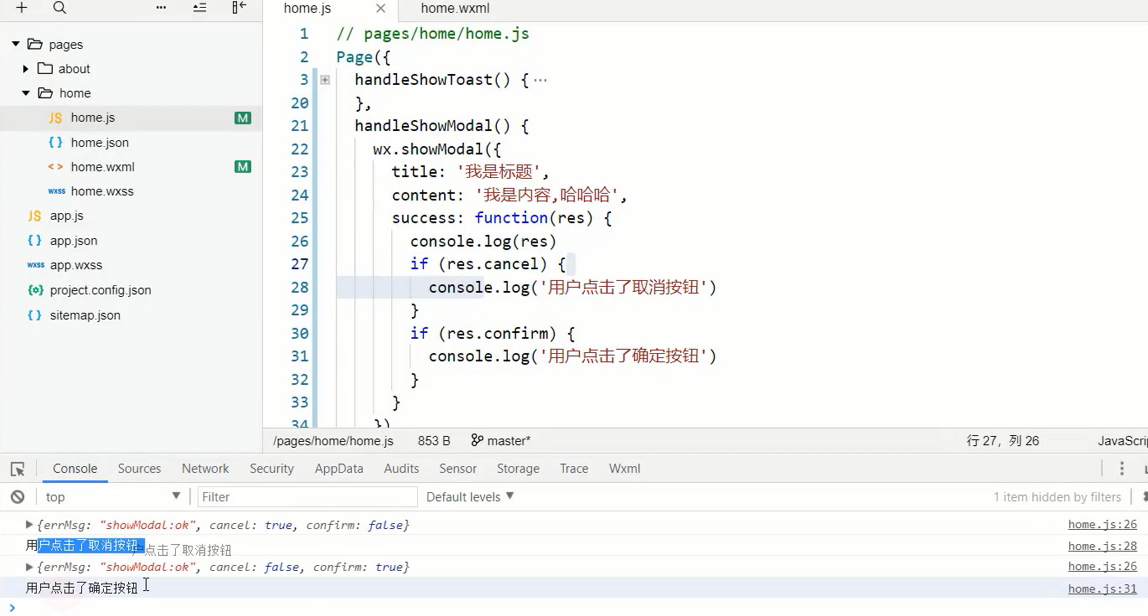 home.js
home.wxml
pages
about
home
home.js M
home.json
home.wxml M
home.wxss
app.js
app.json
app.wxss
project.config.json
sitemap.json
1 // pages/home/home.js
2 Page({
3 handleShowToast() { ···
20 },
21 handleShowModal() {
22 wx.showModal({
23 title: '我是标题',
24 content: '我是内容,哈哈哈',
25 success: function(res) {
26 console.log(res)
27 if (res.cancel) {
28 console.log('用户点击了取消按钮')
29 }
30 if (res.confirm) {
31 console.log('用户点击了确定按钮')
32 }
33 }
34 })
/pages/home/home.js 853 B master* 行 27，列 26 JavaScri
Console Sources Network Security AppData Audits Sensor Storage Trace Wxml
top Filter Default levels 1 item hidden by filters
{errMsg: "showModal:ok", cancel: true, confirm: false} home.js:26
用户点击了取消按钮 home.js:28
户点击了取消按钮
{errMsg: "showModal:ok", cancel: false, confirm: true} home.js:26
用户点击了确定按钮 home.js:31